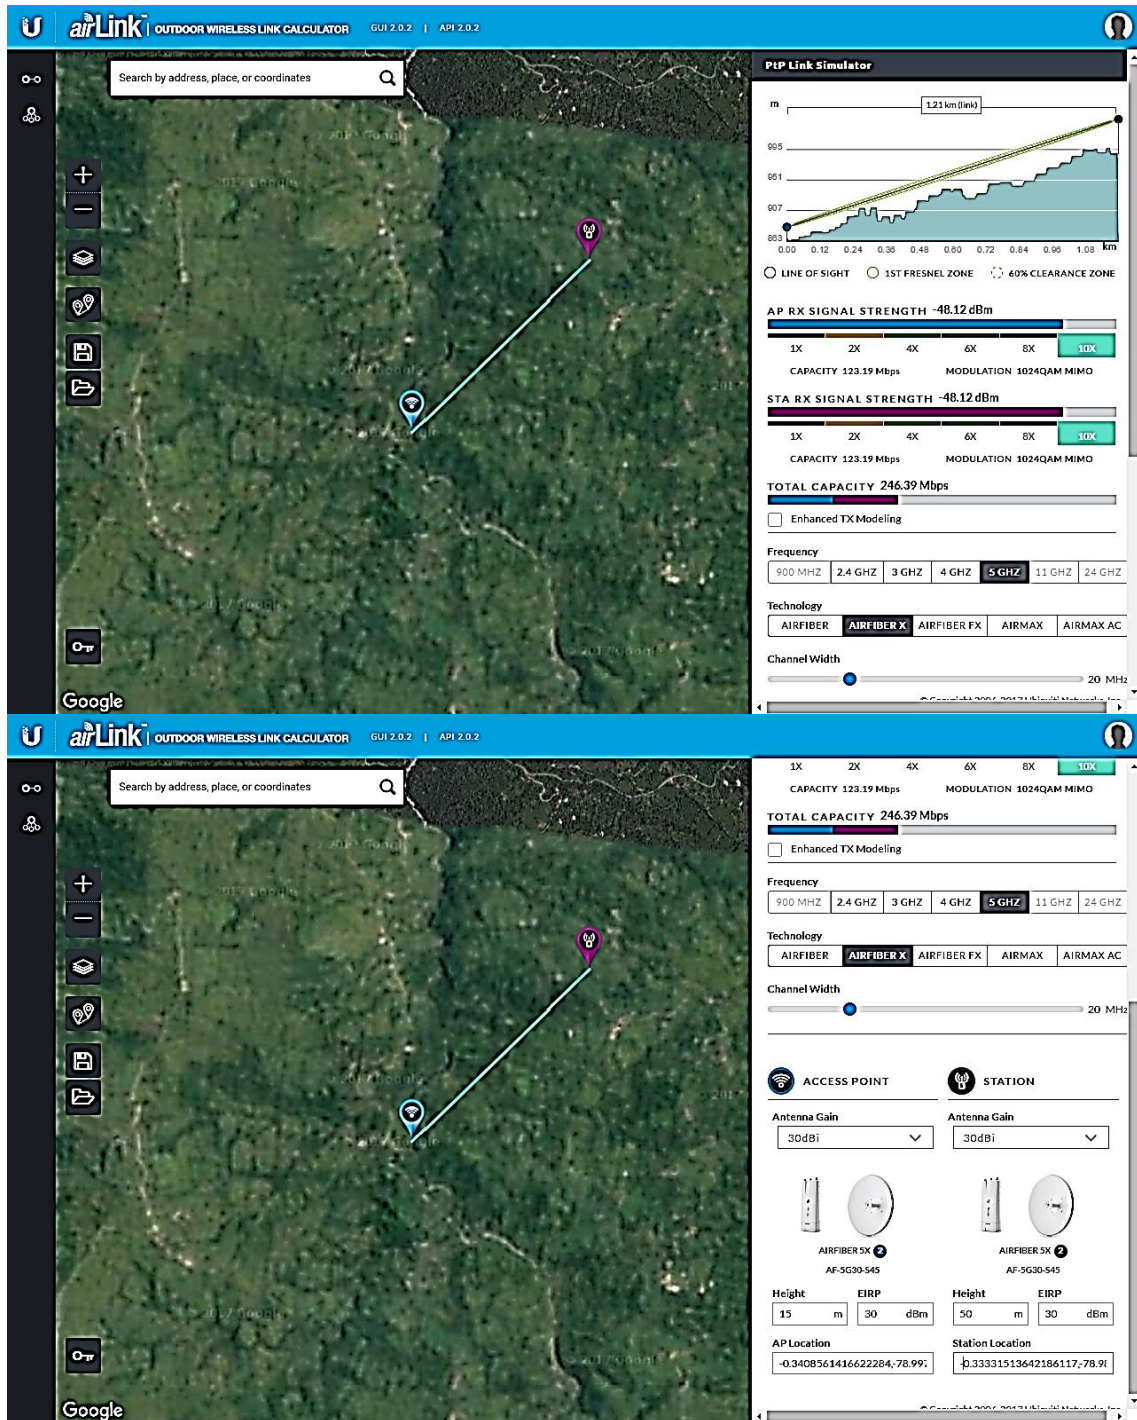 airLink™ OUTDOOR WIRELESS LINK CALCULATOR GUI 2.0.2 | API 2.0.2
Search by address, place, or coordinates
PtP Link Simulator
m
1.21 km (link)
995
951
907
863
0.00 0.12 0.24 0.36 0.48 0.60 0.72 0.84 0.96 1.08 km
LINE OF SIGHT 1ST FRESNEL ZONE 60% CLEARANCE ZONE
AP RX SIGNAL STRENGTH -48.12 dBm
1X 2X 4X 6X 8X 10X
CAPACITY 123.19 Mbps MODULATION 1024QAM MIMO
STA RX SIGNAL STRENGTH -48.12 dBm
1X 2X 4X 6X 8X 10X
CAPACITY 123.19 Mbps MODULATION 1024QAM MIMO
TOTAL CAPACITY 246.39 Mbps
Enhanced TX Modeling
Frequency
900 MHZ 2.4 GHZ 3 GHZ 4 GHZ 5 GHZ 11 GHZ 24 GHZ
Technology
AIRFIBER AIRFIBER X AIRFIBER FX AIRMAX AIRMAX AC
Channel Width
20 MHz
Google
© Copyright 2006-2017 Ubiquiti Networks, Inc.
airLink™ OUTDOOR WIRELESS LINK CALCULATOR GUI 2.0.2 | API 2.0.2
Search by address, place, or coordinates
1X 2X 4X 6X 8X 10X
CAPACITY 123.19 Mbps MODULATION 1024QAM MIMO
TOTAL CAPACITY 246.39 Mbps
Enhanced TX Modeling
Frequency
900 MHZ 2.4 GHZ 3 GHZ 4 GHZ 5 GHZ 11 GHZ 24 GHZ
Technology
AIRFIBER AIRFIBER X AIRFIBER FX AIRMAX AIRMAX AC
Channel Width
20 MHz
ACCESS POINT STATION
Antenna Gain Antenna Gain
30dBi 30dBi
AIRFIBER 5X 2 AIRFIBER 5X 2
AF-5G30-S45 AF-5G30-S45
Height EIRP Height EIRP
15 m 30 dBm 50 m 30 dBm
AP Location Station Location
-0.3408561416622284,-78.997 -0.33331513642186117,-78.98
Google